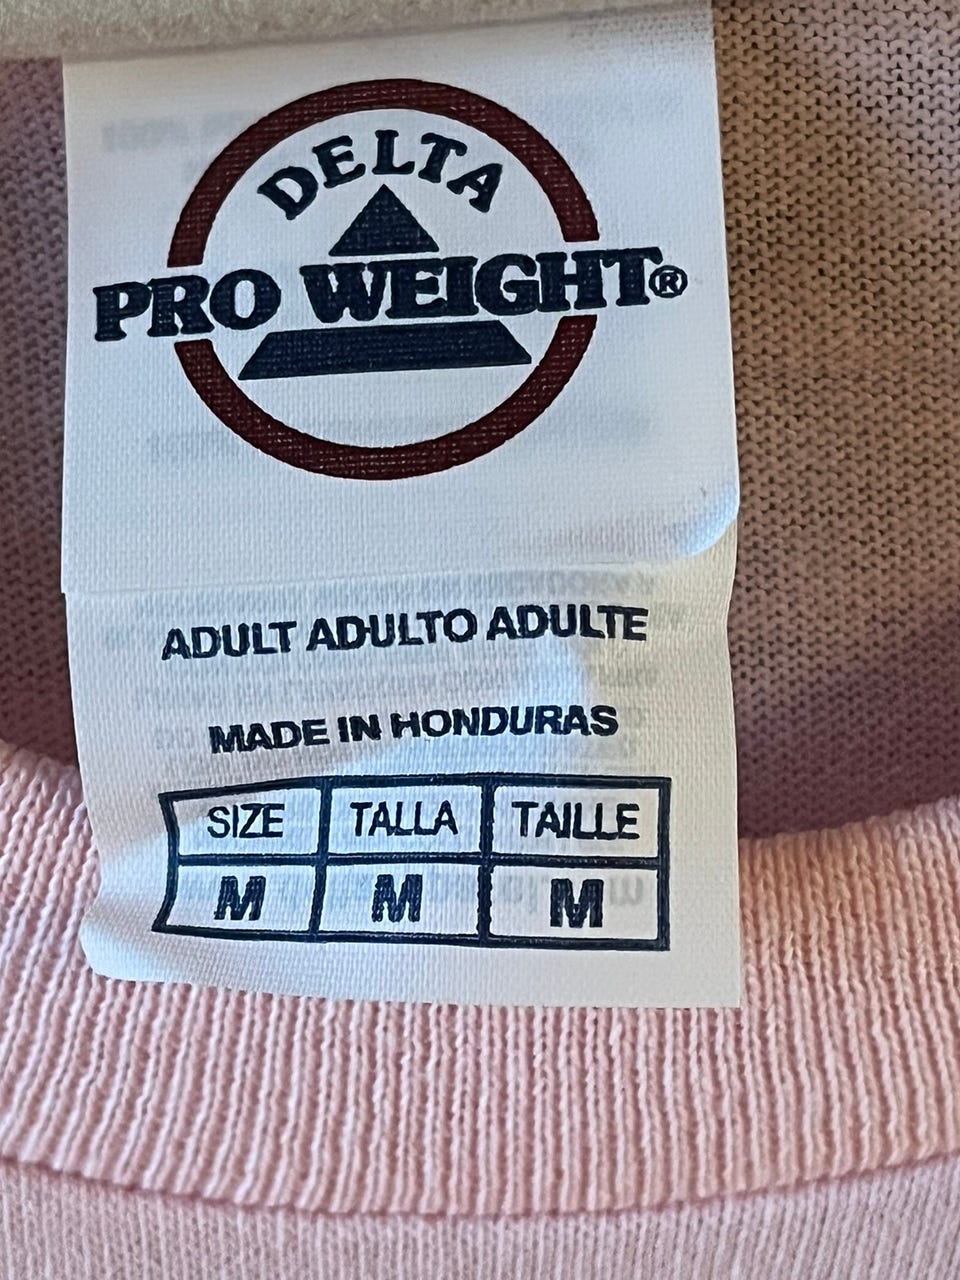 DELTA
PRO WEIGHT®
ADULT ADULTO ADULTE
MADE IN HONDURAS
SIZE TALLA TAILLE
M M M